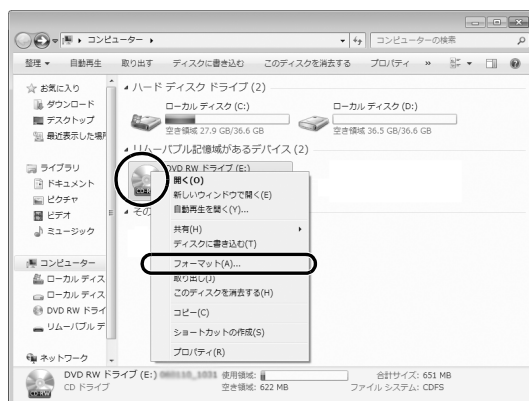 コンピューター
コンピューターの検索
整理 自動再生 取り出す ディスクに書き込む このディスクを消去する プロパティ »
お気に入り
ダウンロード
デスクトップ
最近表示した場所
ライブラリ
ドキュメント
ピクチャ
ビデオ
ミュージック
コンピューター
ローカル ディス
ローカル ディス
DVD RW ドライ
リムーバブル デ
ネットワーク
ハード ディスク ドライブ (2)
ローカル ディスク (C:)
空き領域 27.9 GB/36.6 GB
ローカル ディスク (D:)
空き領域 36.5 GB/36.6 GB
リムーバブル記憶域があるデバイス (2)
DVD RW ドライブ (E:)
CD-RW
その
開く(O)
新しいウィンドウで開く(E)
自動再生を開く(Y)...
共有(H)
ディスクに書き込む(T)
フォーマット(A)...
取り出し(J)
このディスクを消去する(H)
コピー(C)
ショートカットの作成(S)
プロパティ(R)
DVD RW ドライブ (E:) 使用領域: 合計サイズ: 651 MB
CD ドライブ 空き領域: 622 MB ファイル システム: CDFS